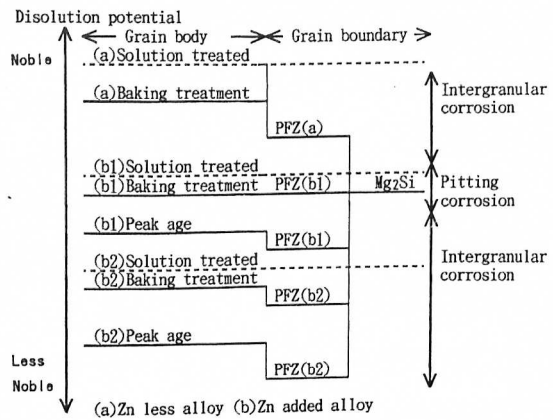 Disolution potential
Grain body Grain boundary
Noble
(a)Solution treated
(a)Baking treatment
Intergranular
corrosion
PFZ(a)
(b1)Solution treated
(b1)Baking treatment PFZ(b1) Mg2Si
Pitting
corrosion
(b1)Peak age PFZ(b1)
(b2)Solution treated
Intergranular
corrosion
(b2)Baking treatment PFZ(b2)
(b2)Peak age
Less
Noble
PFZ(b2)
(a)Zn less alloy (b)Zn added alloy